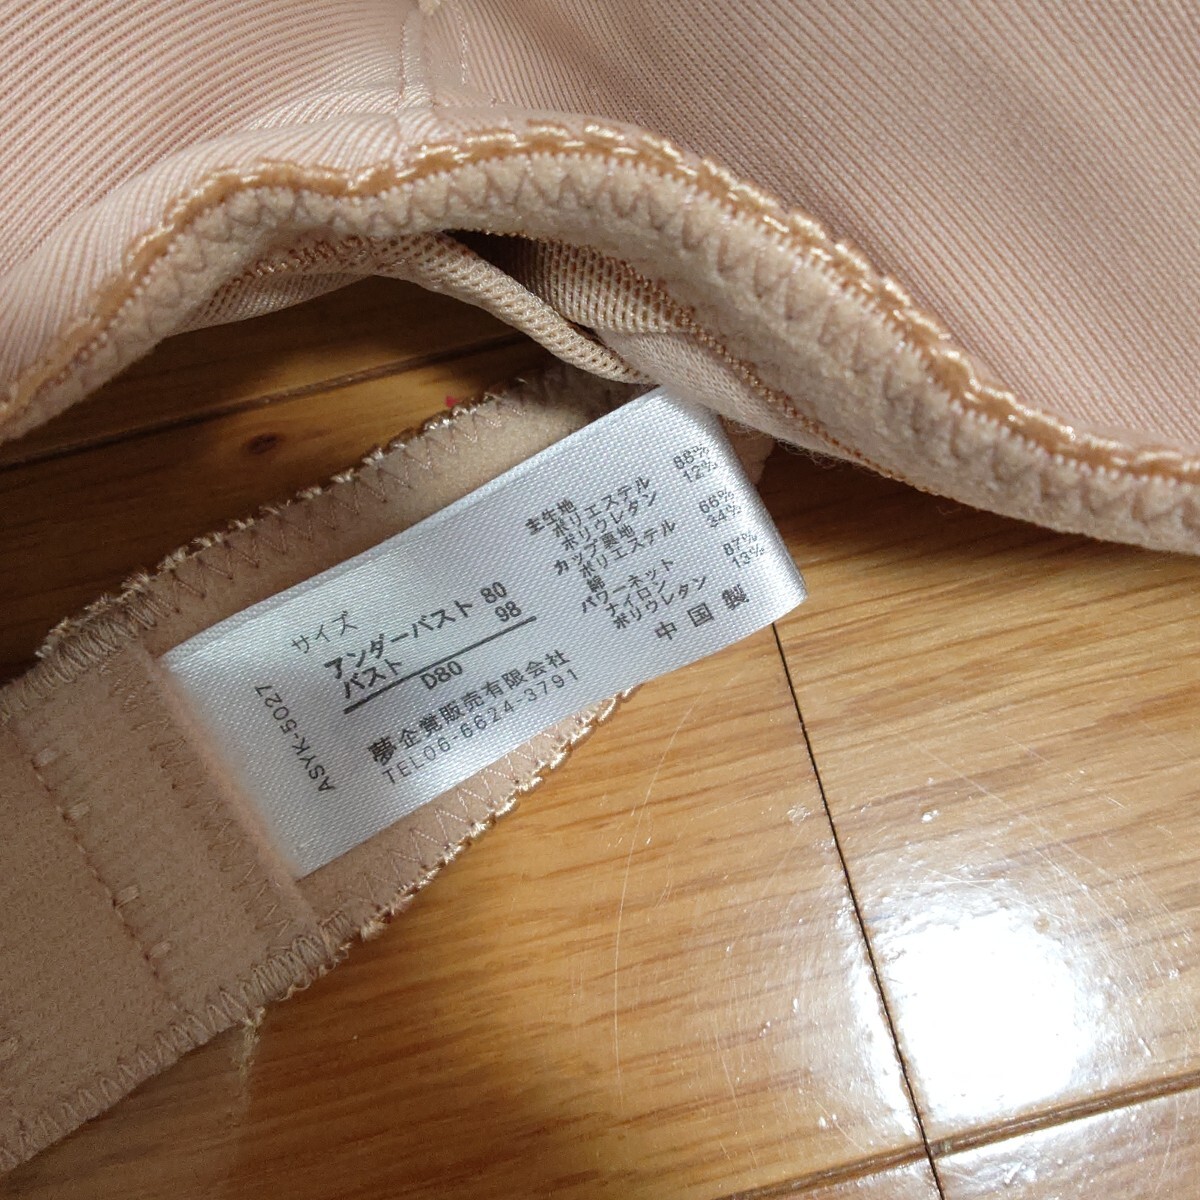 サイズ
アンダーバスト 80
バスト 98
D80
夢企業販売有限会社
TEL06-6624-3791
ASYK-5027
主生地
ポリエステル 88%
ポリウレタン 12%
カップ裏地
ポリエステル 66%
綿 34%
パワーネット
ナイロン 87%
ポリウレタン 13%
中国製